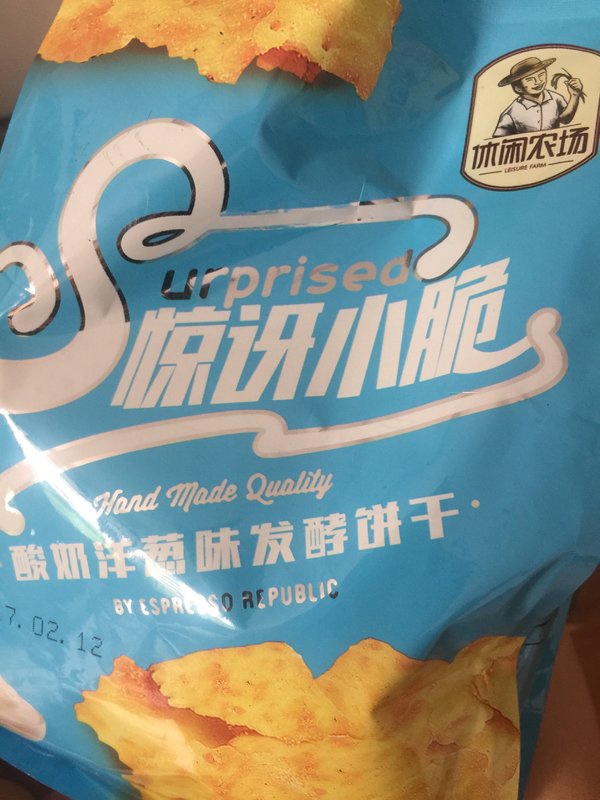 休闲农场
LEISURE FARM
Surprised
惊讶小脆
Hand Made Quality
酸奶洋葱味发酵饼干
BY ESPRESSO REPUBLIC
7.02.12